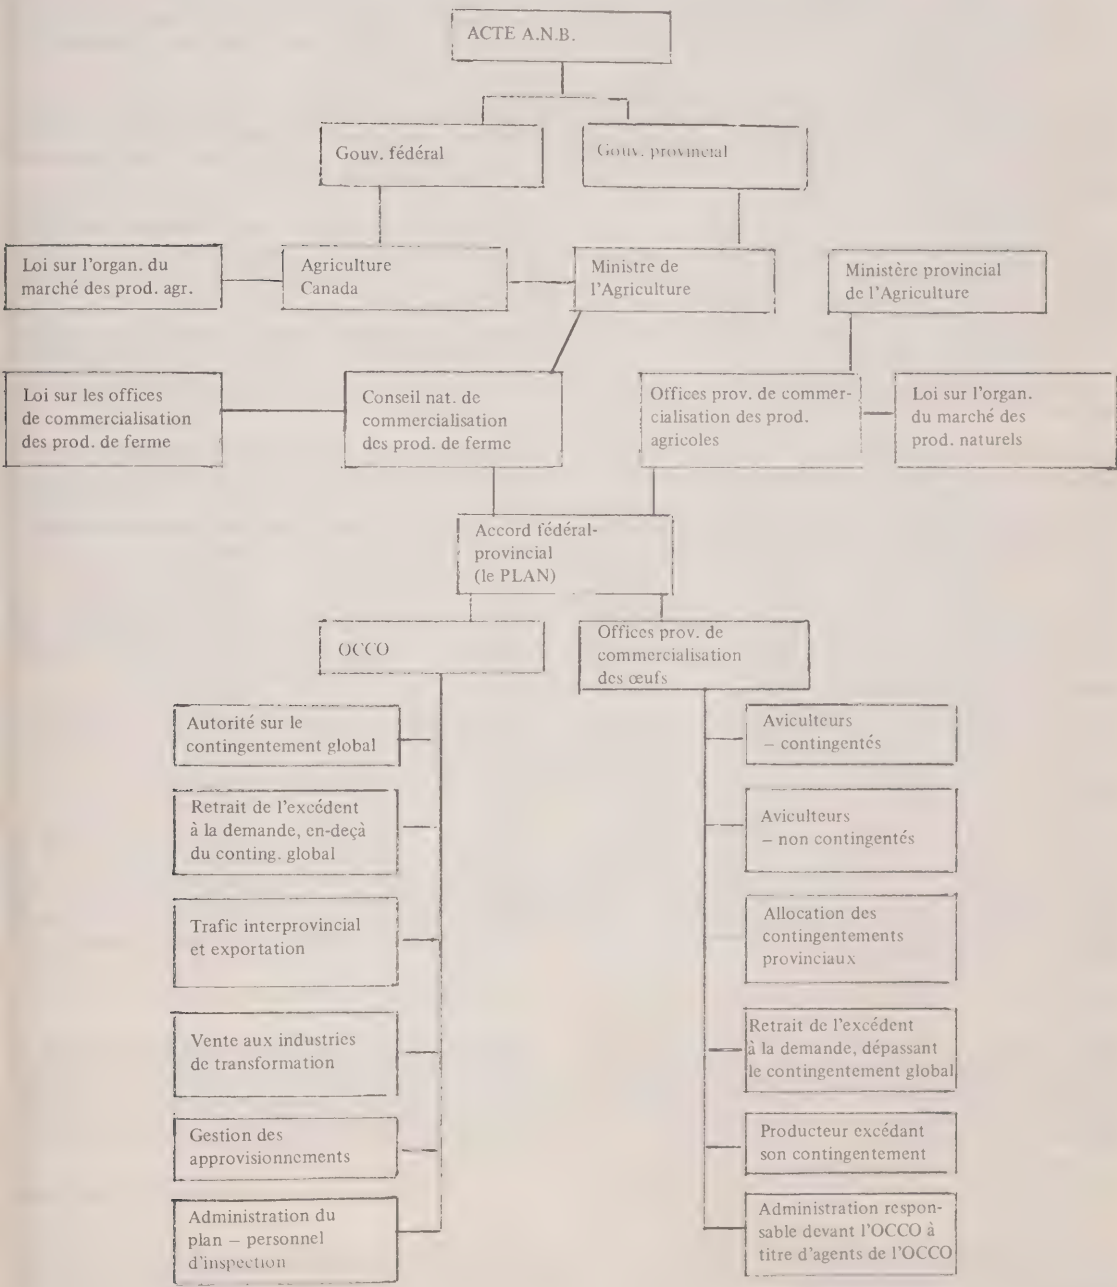 ACTE A.N.B.
Gouv. fédéral
Gouv. provincial
Loi sur l'organ. du
marché des prod. agr.
Agriculture
Canada
Ministre de
l'Agriculture
Ministère provincial
de l'Agriculture
Loi sur les offices
de commercialisation
des prod. de ferme
Conseil nat. de
commercialisation
des prod. de ferme
Offices prov. de commer-
cialisation des prod.
agricoles
Loi sur l'organ.
du marché des
prod. naturels
Accord fédéral-
provincial
(le PLAN)
OCCO
Offices prov. de
commercialisation
des œufs
Autorité sur le
contingentement global
Retrait de l'excédent
à la demande, en-deçà
du conting. global
Trafic interprovincial
et exportation
Vente aux industries
de transformation
Gestion des
approvisionnements
Administration du
plan – personnel
d'inspection
Aviculteurs
– contingentés
Aviculteurs
– non contingentés
Allocation des
contingentements
provinciaux
Retrait de l'excédent
à la demande, dépassant
le contingentement global
Producteur excédant
son contingentement
Administration respon-
sable devant l'OCCO à
titre d'agents de l'OCCO